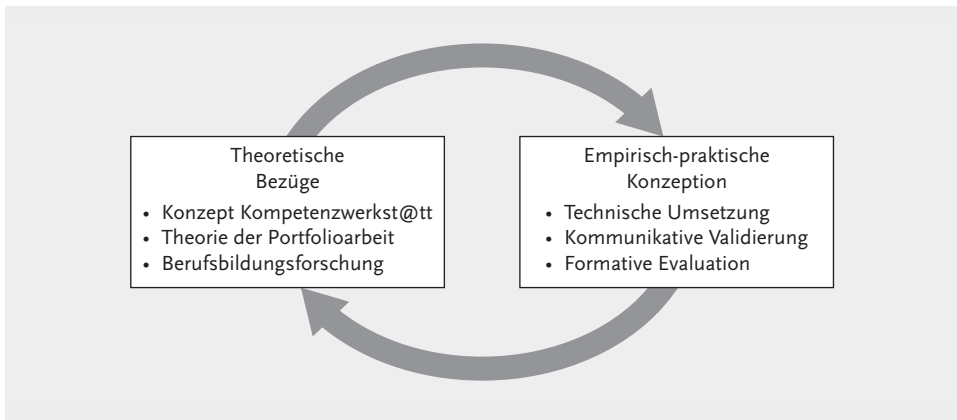 Theoretische
Bezüge
• Konzept Kompetenzwerkst@tt
• Theorie der Portfolioarbeit
• Berufsbildungsforschung
Empirisch-praktische
Konzeption
• Technische Umsetzung
• Kommunikative Validierung
• Formative Evaluation